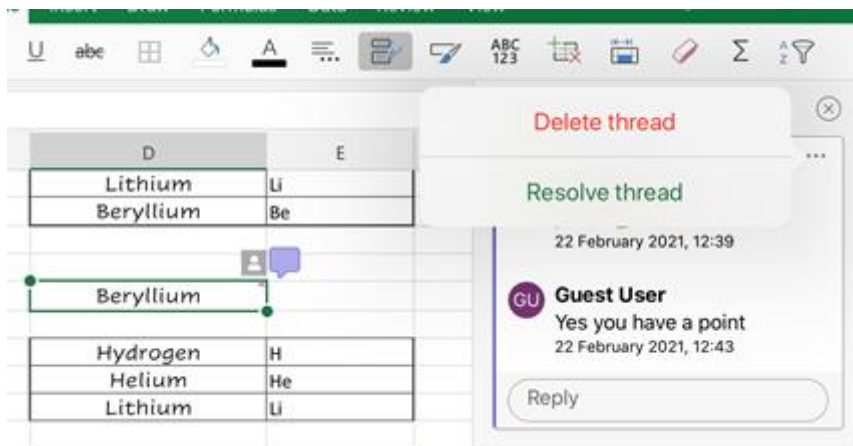 U abc A ABC 123 Σ A Z
Delete thread
D E
Lithium Li
Resolve thread
Beryllium Be
22 February 2021, 12:39
Beryllium
GU Guest User
Yes you have a point
22 February 2021, 12:43
Hydrogen H
Helium He
Lithium Li
Reply